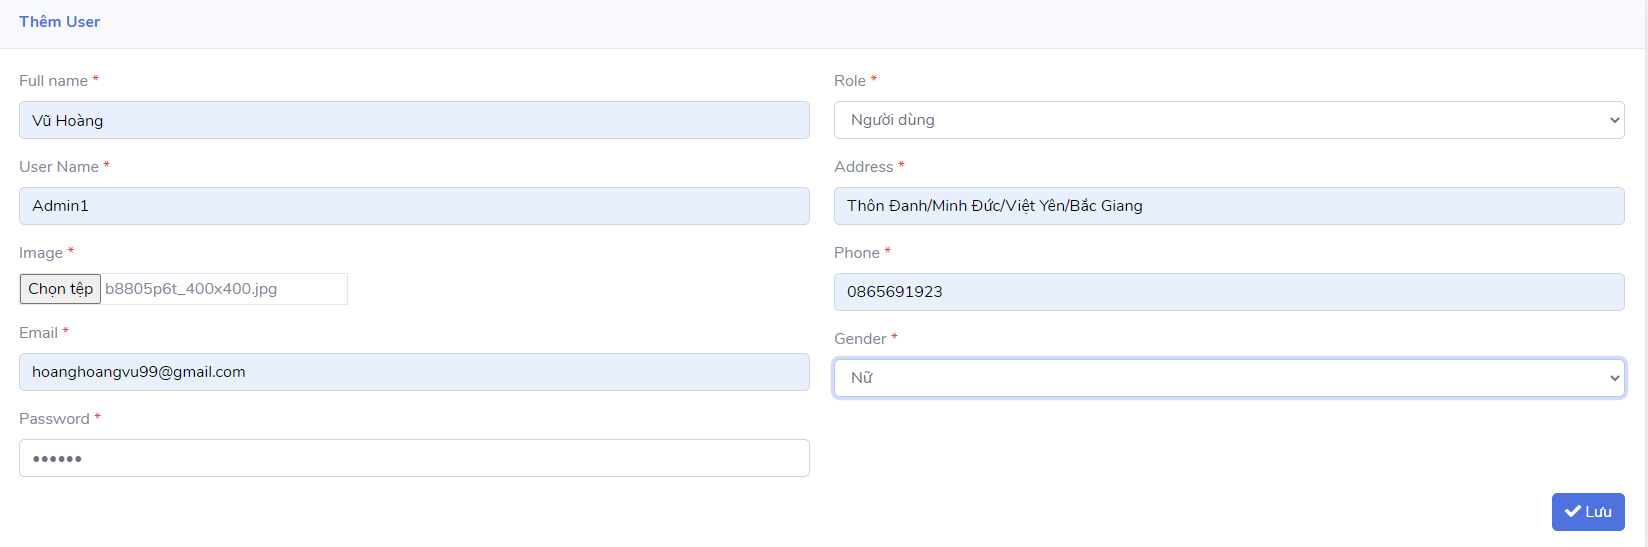 Thêm User
Full name *
Vũ Hoàng
User Name *
Admin1
Image *
Chọn tệp b8805p6t_400x400.jpg
Email *
hoanghoangvu99@gmail.com
Password *
••••••
Role *
Người dùng
Address *
Thôn Đanh/Minh Đức/Việt Yên/Bắc Giang
Phone *
0865691923
Gender *
Nữ
Lưu